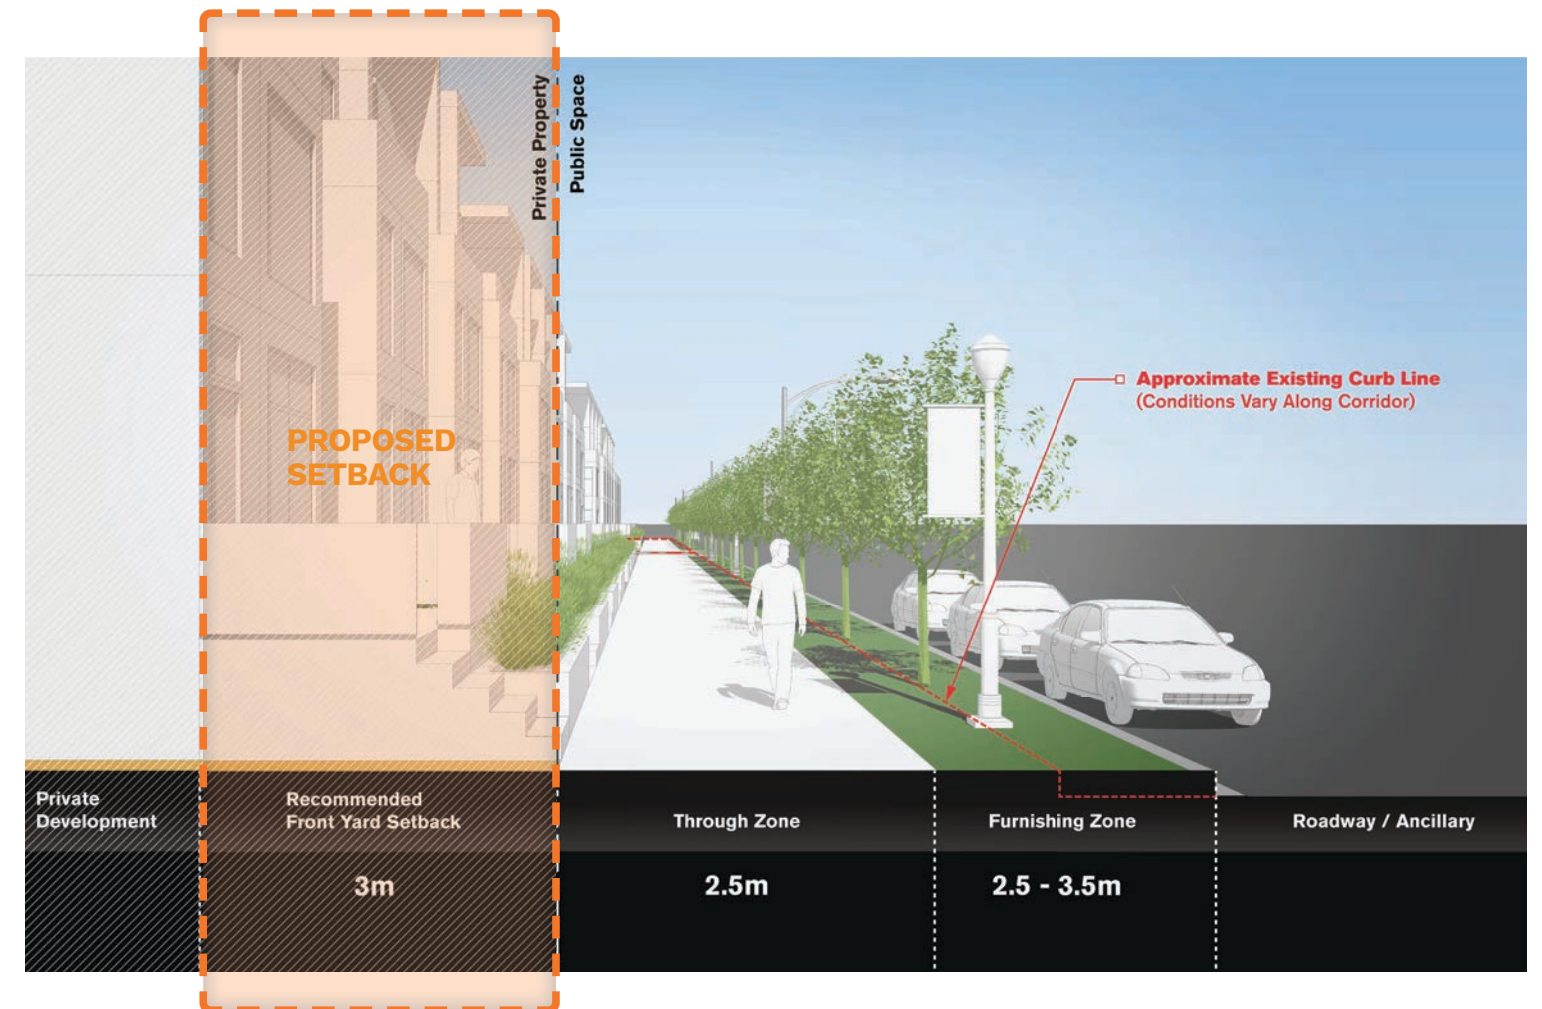 Private Property
Public Space
Approximate Existing Curb Line
(Conditions Vary Along Corridor)
PROPOSED
SETBACK
Private
Development
Recommended
Front Yard Setback
Through Zone
Furnishing Zone
Roadway / Ancillary
3m
2.5m
2.5 - 3.5m